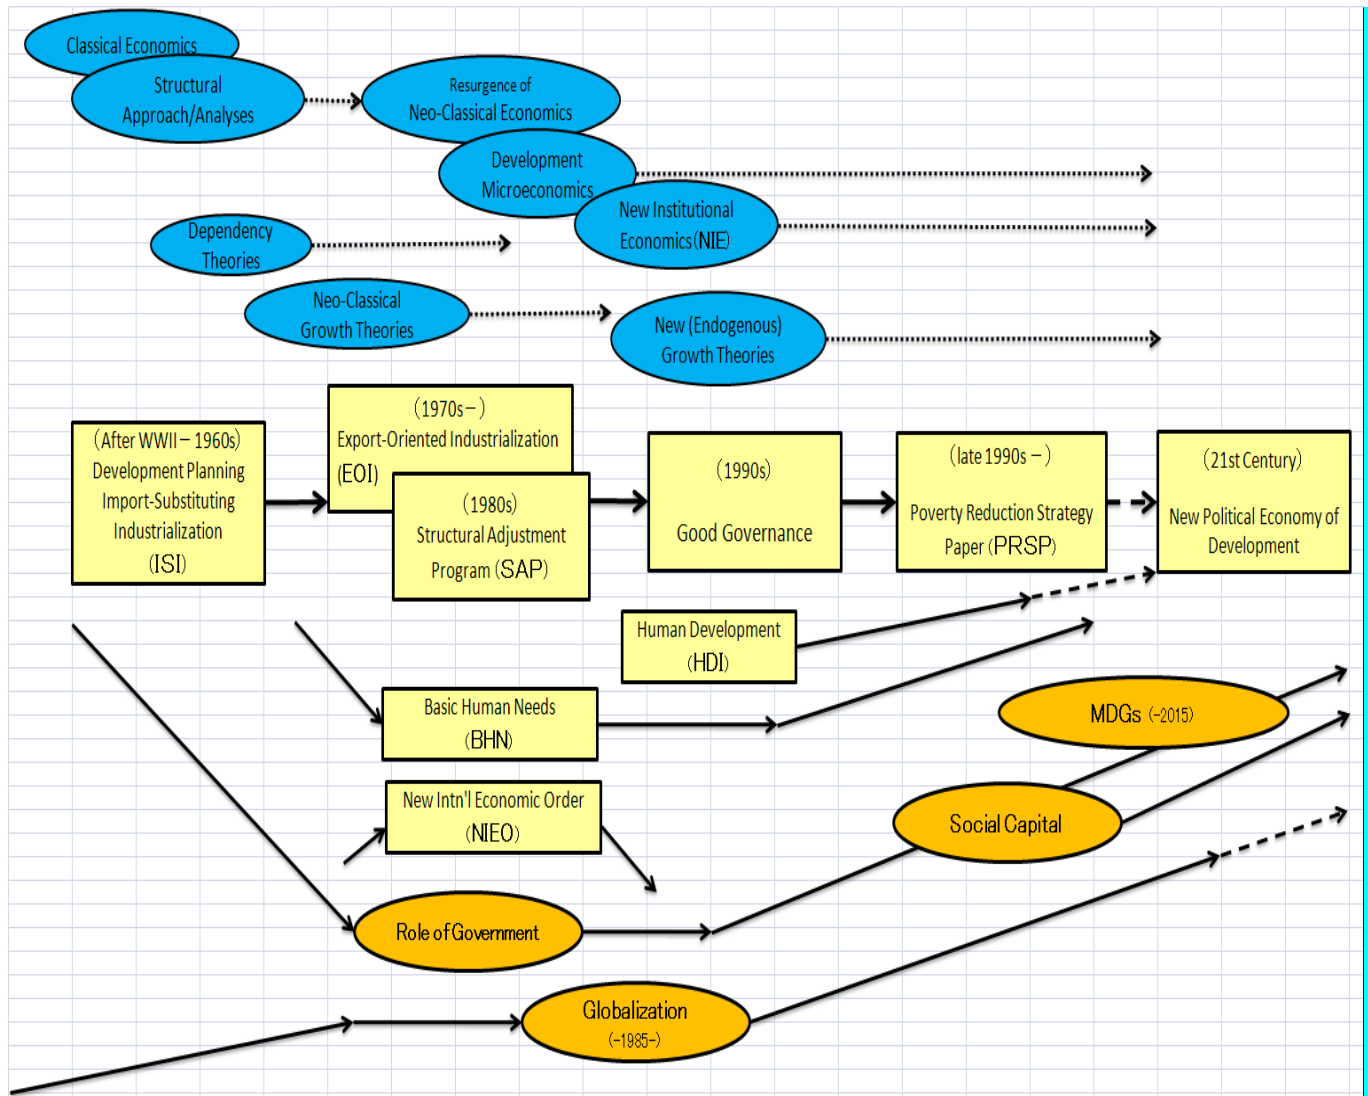 Classical Economics
Structural
Approach/Analyses
Resurgence of
Neo-Classical Economics
Development
Microeconomics
New Institutional
Economics(NIE)
Dependency
Theories
Neo-Classical
Growth Theories
New (Endogenous)
Growth Theories
(After WWII－1960s)
Development Planning
Import-Substituting
Industrialization
(ISI)
(1970s－)
Export-Oriented Industrialization
(EOI)
(1980s)
Structural Adjustment
Program (SAP)
(1990s)
Good Governance
(late 1990s－)
Poverty Reduction Strategy
Paper (PRSP)
(21st Century)
New Political Economy of
Development
Human Development
(HDI)
Basic Human Needs
(BHN)
New Intn'l Economic Order
(NIEO)
MDGs (-2015)
Social Capital
Role of Government
Globalization
(-1985-)